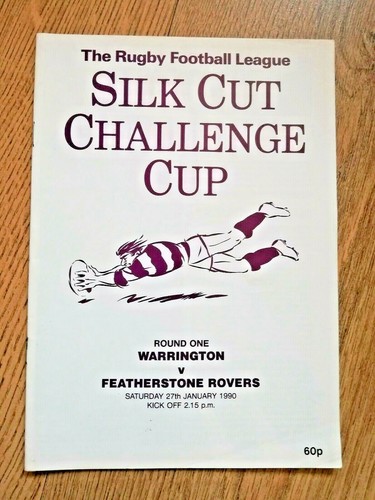 The Rugby Football League
SILK CUT
CHALLENGE
CUP
ROUND ONE
WARRINGTON
v
FEATHERSTONE ROVERS
SATURDAY 27th JANUARY 1990
KICK OFF 2.15 p.m.
60p